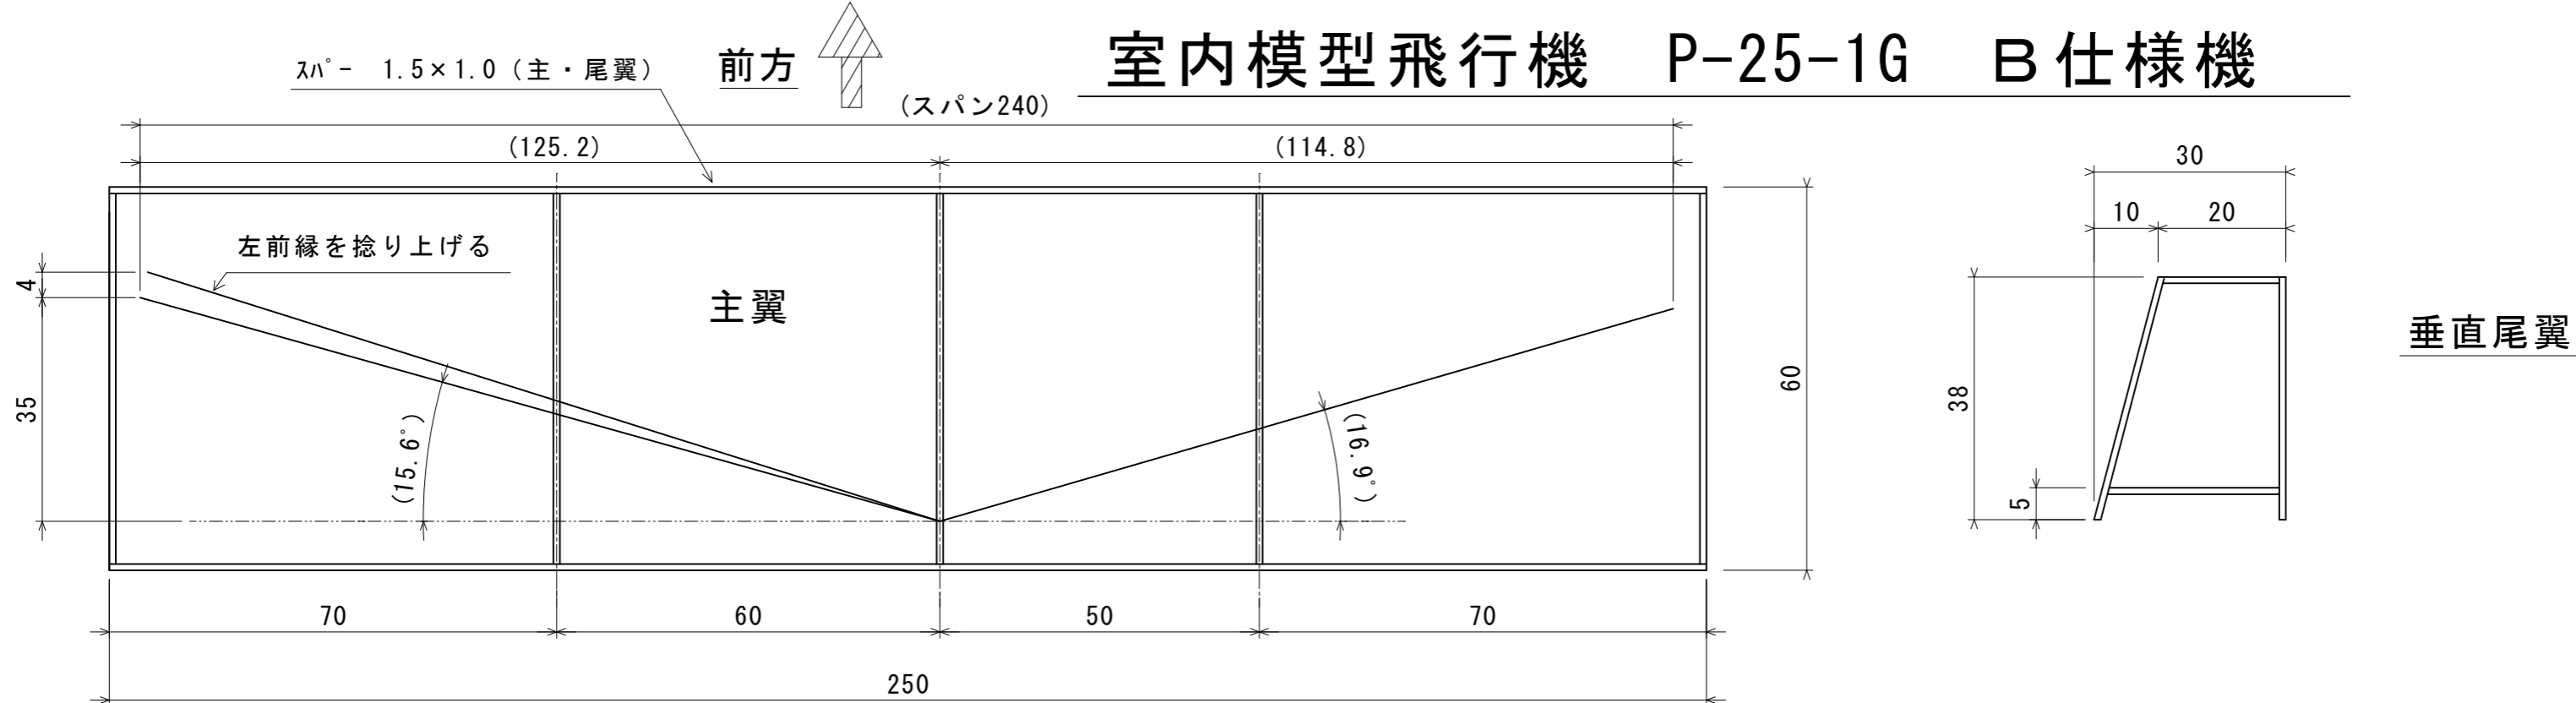 室内模型飛行機 P-25-1G B仕様機
前方
ｽﾊﾟｰ 1.5×1.0（主・尾翼）
(スパン240)
(125.2)
(114.8)
左前縁を捻り上げる
主翼
4
35
(15.6°)
(16.9°)
60
70
60
50
70
250
30
10
20
38
5
垂直尾翼